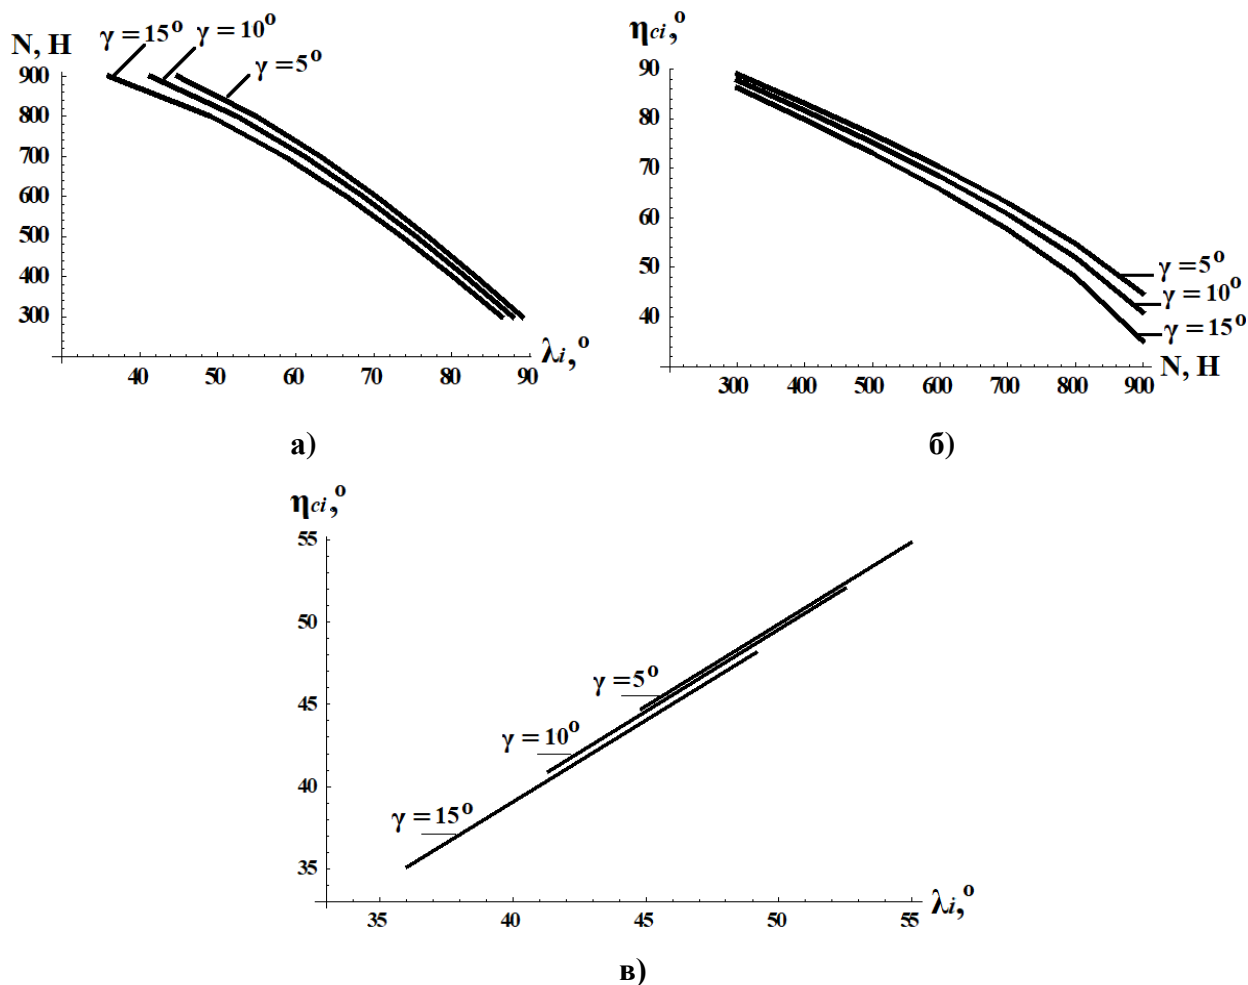 γ = 15° γ = 10°
N, H
γ = 5°
900
800
700
600
500
400
300
40 50 60 70 80 90
λi,°
а)
ηci,°
90
80
70
60
50
40
γ = 5°
γ = 10°
γ = 15°
300 400 500 600 700 800 900
N, H
б)
ηci,°
55
50
45
40
35
γ = 5°
γ = 10°
γ = 15°
35 40 45 50 55
λi,°
в)